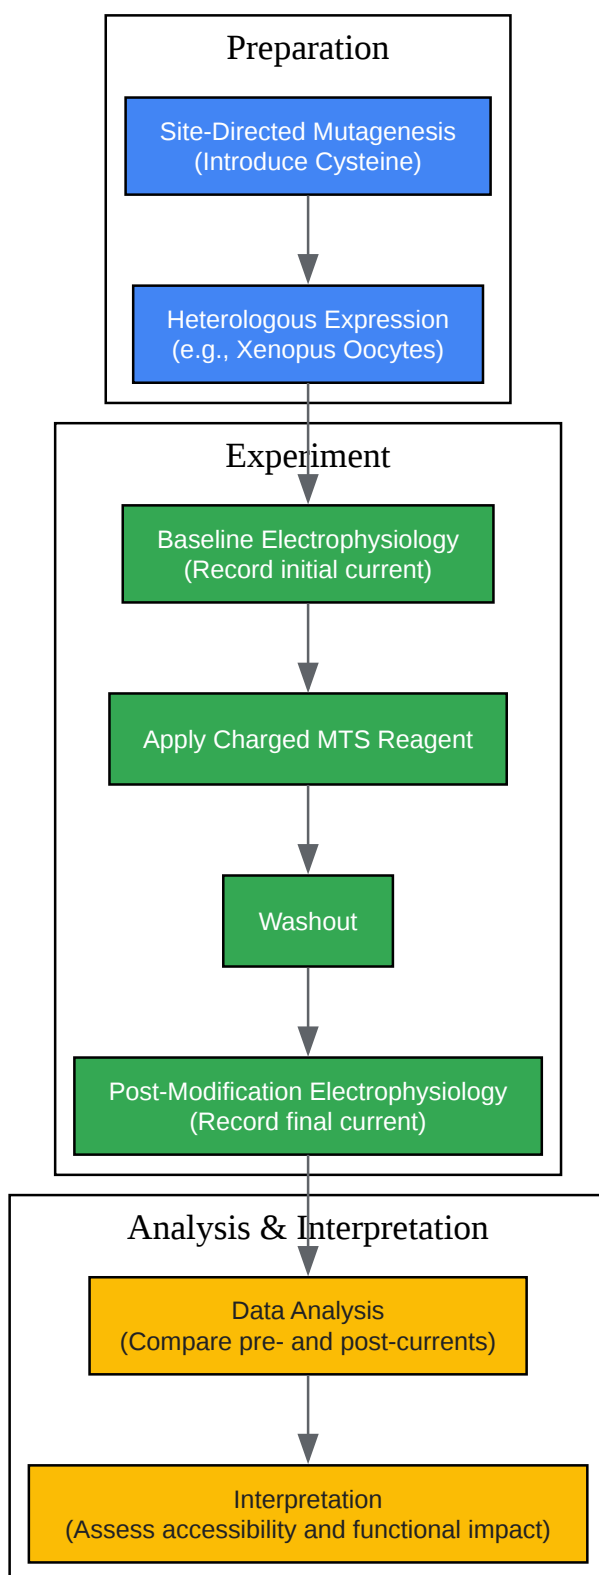 Preparation
Site-Directed Mutagenesis
(Introduce Cysteine)
Heterologous Expression
(e.g., Xenopus Oocytes)
Experiment
Baseline Electrophysiology
(Record initial current)
Apply Charged MTS Reagent
Washout
Post-Modification Electrophysiology
(Record final current)
Analysis & Interpretation
Data Analysis
(Compare pre- and post-currents)
Interpretation
(Assess accessibility and functional impact)